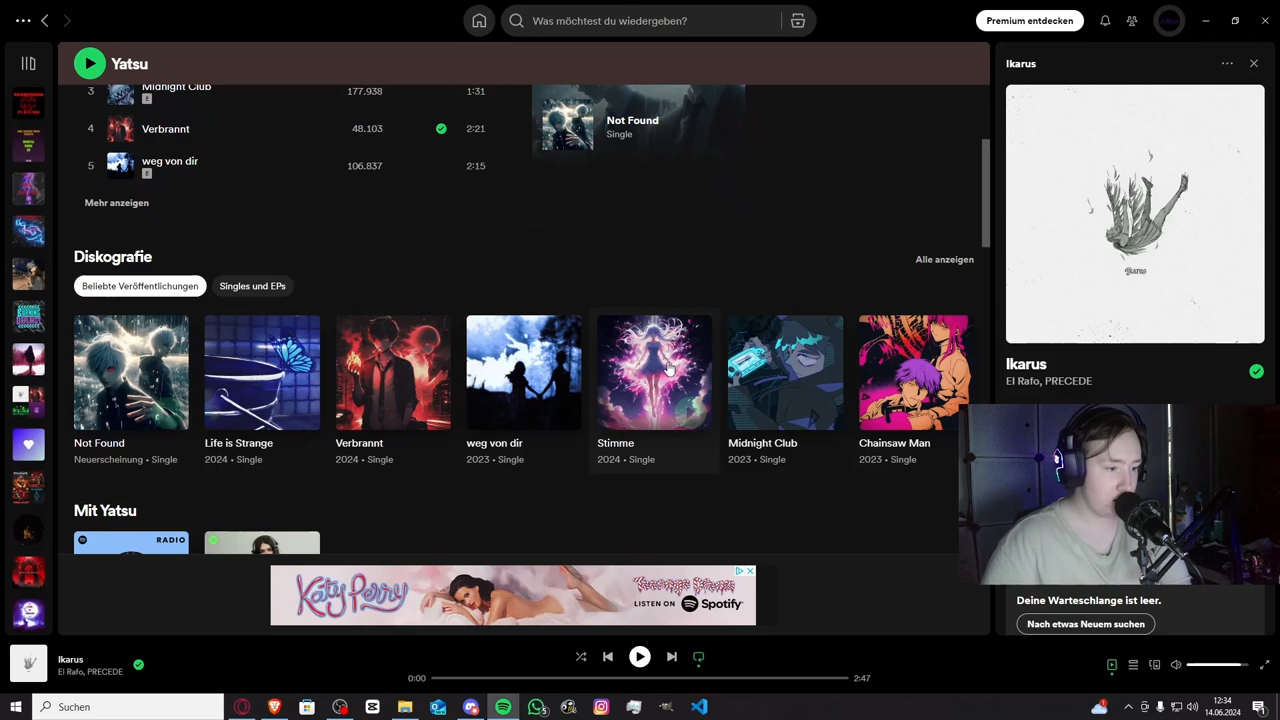 Was möchtest du wiedergeben?
Premium entdecken
Yatsu
Ikarus
3 Midnight Club 177.938 1:31
E
4 Verbrannt 48.103 2:21
5 weg von dir 106.837 2:15
E
Mehr anzeigen
Not Found
Single
Diskografie
Alle anzeigen
Beliebte Veröffentlichungen
Singles und EPs
Not Found
Neuerscheinung • Single
Life is Strange
2024 • Single
Verbrannt
2024 • Single
weg von dir
2023 • Single
Stimme
2024 • Single
Midnight Club
2023 • Single
Chainsaw Man
2023 • Single
Ikarus
Ikarus
El Rafo, PRECEDE
Mit Yatsu
RADIO
Katy Perry
Teenage Dream
LISTEN ON Spotify
Deine Warteschlange ist leer.
Nach etwas Neuem suchen
Ikarus
El Rafo, PRECEDE
0:00
2:47
Suchen
12:34
14.06.2024